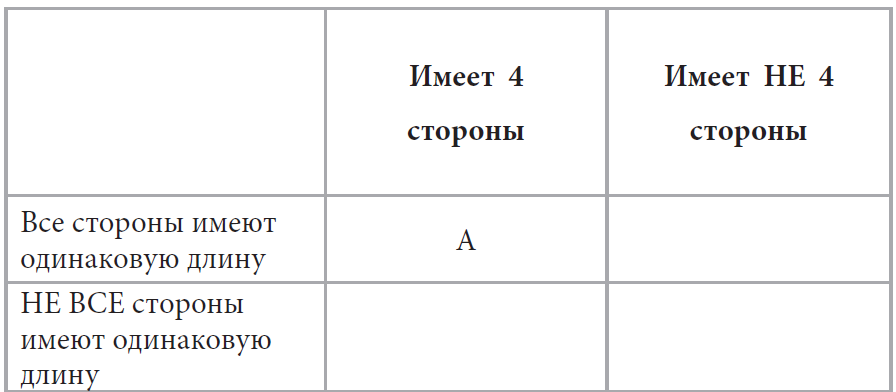 Имеет 4
стороны
Имеет НЕ 4
стороны
Все стороны имеют
одинаковую длину
А
НЕ ВСЕ стороны
имеют одинаковую
длину